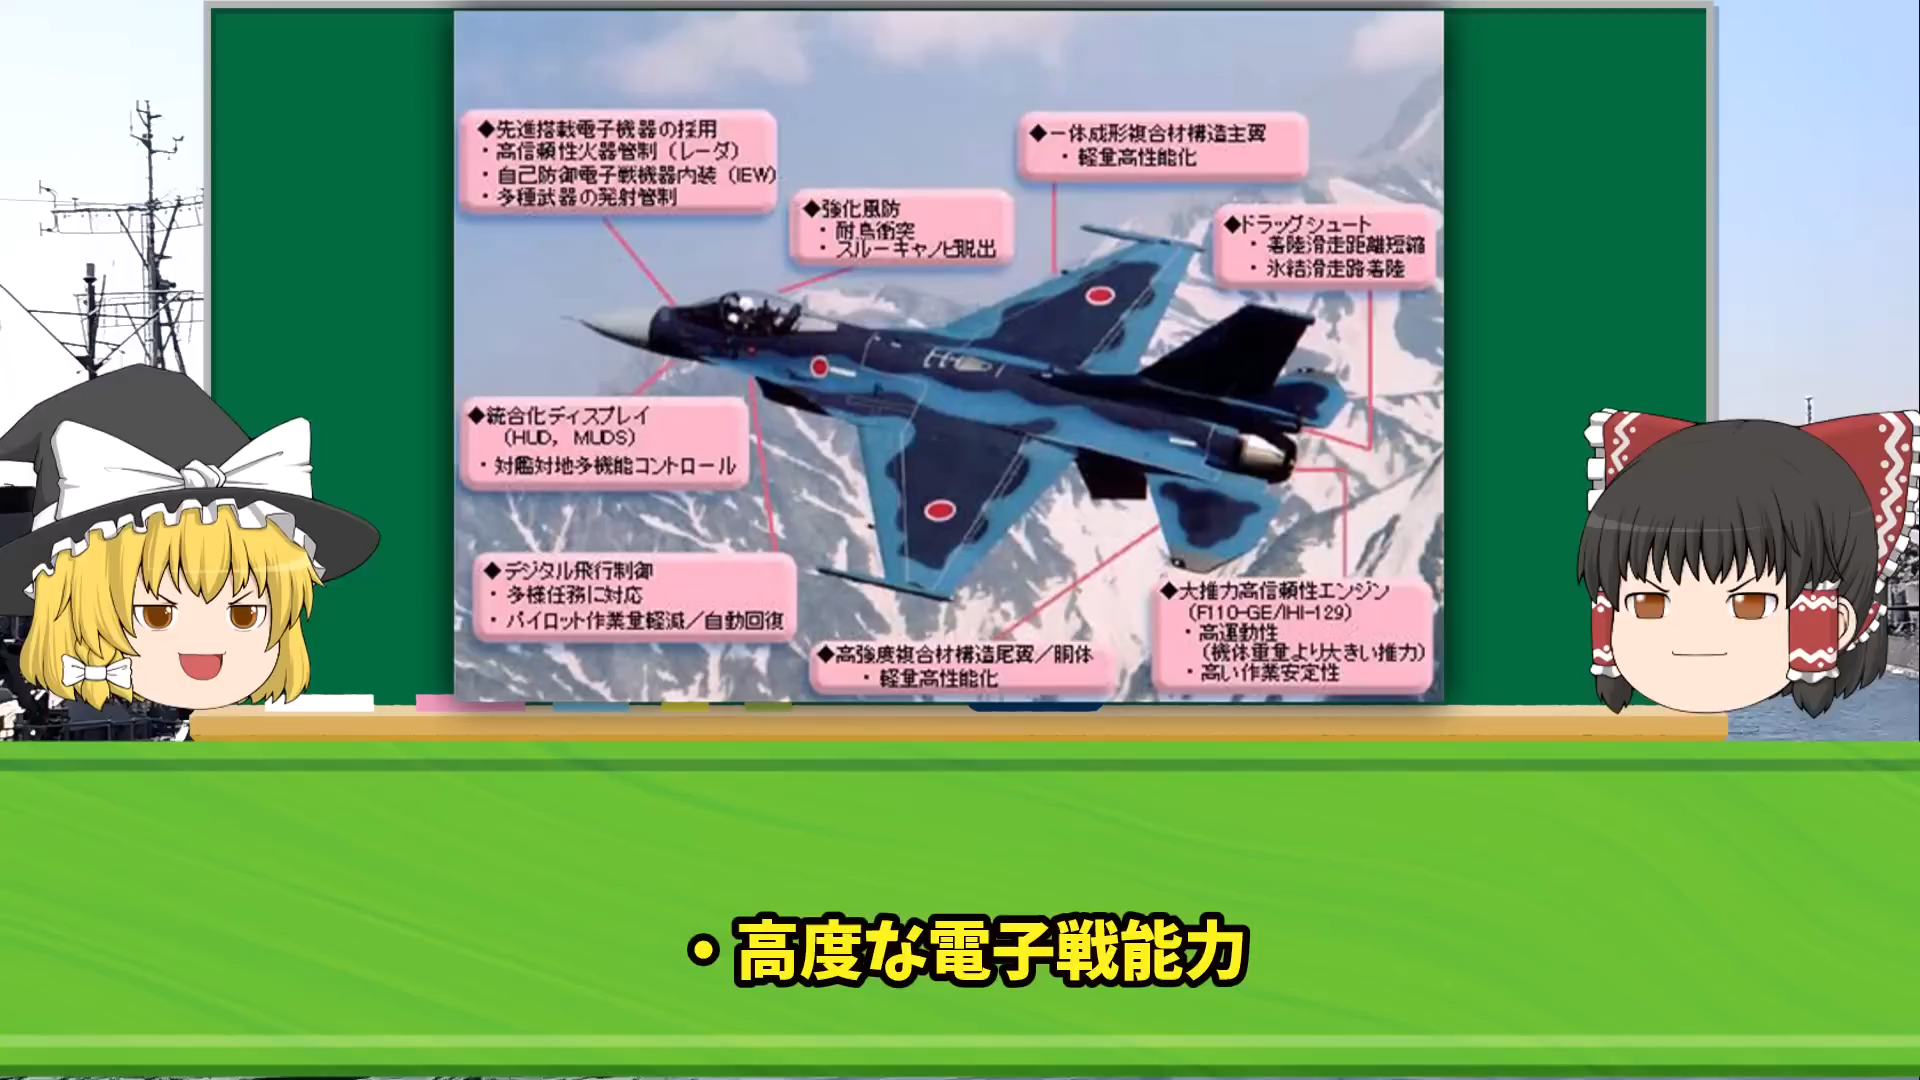 ◆先進搭載電子機器の採用
・高信頼性火器管制（レーダ）
・自己防御電子戦機器内装（IEW）
・多種武器の発射管制
◆強化風防
・耐鳥衝突
・スルーキャノピ脱出
◆一体成形複合材構造主翼
・軽量高性能化
◆ドラッグシュート
・着陸滑走距離短縮
・氷結滑走路着陸
◆統合化ディスプレイ
（HUD，MUDS）
・対艦対地多機能コントロール
◆デジタル飛行制御
・多様任務に対応
・パイロット作業量軽減／自動回復
◆高強度複合材構造尾翼／胴体
・軽量高性能化
◆大推力高信頼性エンジン
（F110-GE/IHI-129）
・高運動性
（機体重量より大きい推力）
・高い作業安定性
・高度な電子戦能力